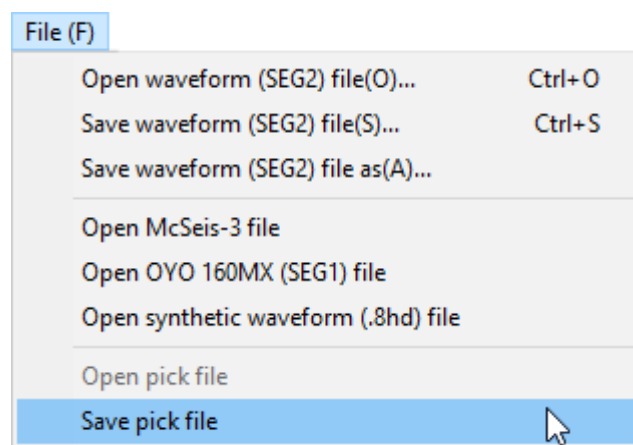 File (F)
Open waveform (SEG2) file(O)... Ctrl+O
Save waveform (SEG2) file(S)... Ctrl+S
Save waveform (SEG2) file as(A)...
Open McSeis-3 file
Open OYO 160MX (SEG1) file
Open synthetic waveform (.8hd) file
Open pick file
Save pick file